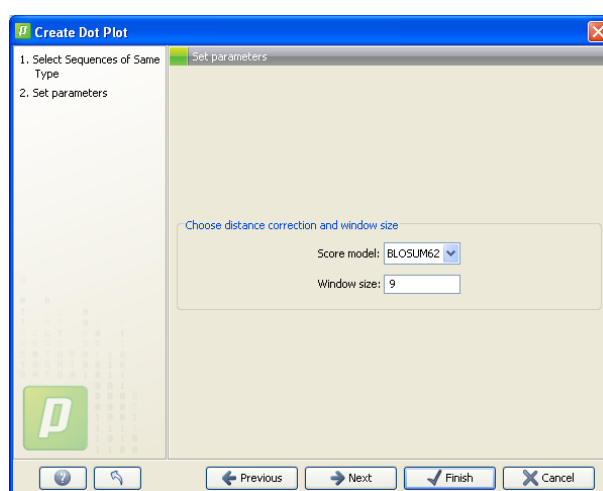 Create Dot Plot
1. Select Sequences of Same
Type
2. Set parameters
Set parameters
Choose distance correction and window size
Score model: BLOSUM62
Window size: 9
Previous
Next
Finish
Cancel